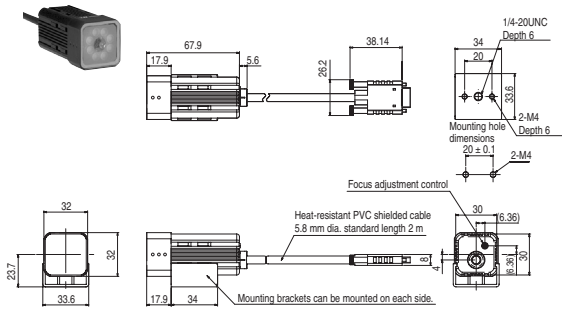 67.9
17.9
5.6
38.14
26.2
1/4-20UNC
Depth 6
34
20
33.6
2-M4
Depth 6
Mounting hole
dimensions
20 ± 0.1
2-M4
Focus adjustment control
32
32
23.7
33.6
Heat-resistant PVC shielded cable
5.8 mm dia. standard length 2 m
17.9
34
Mounting brackets can be mounted on each side.
8
4
30
(6.36)
(6.36)
30